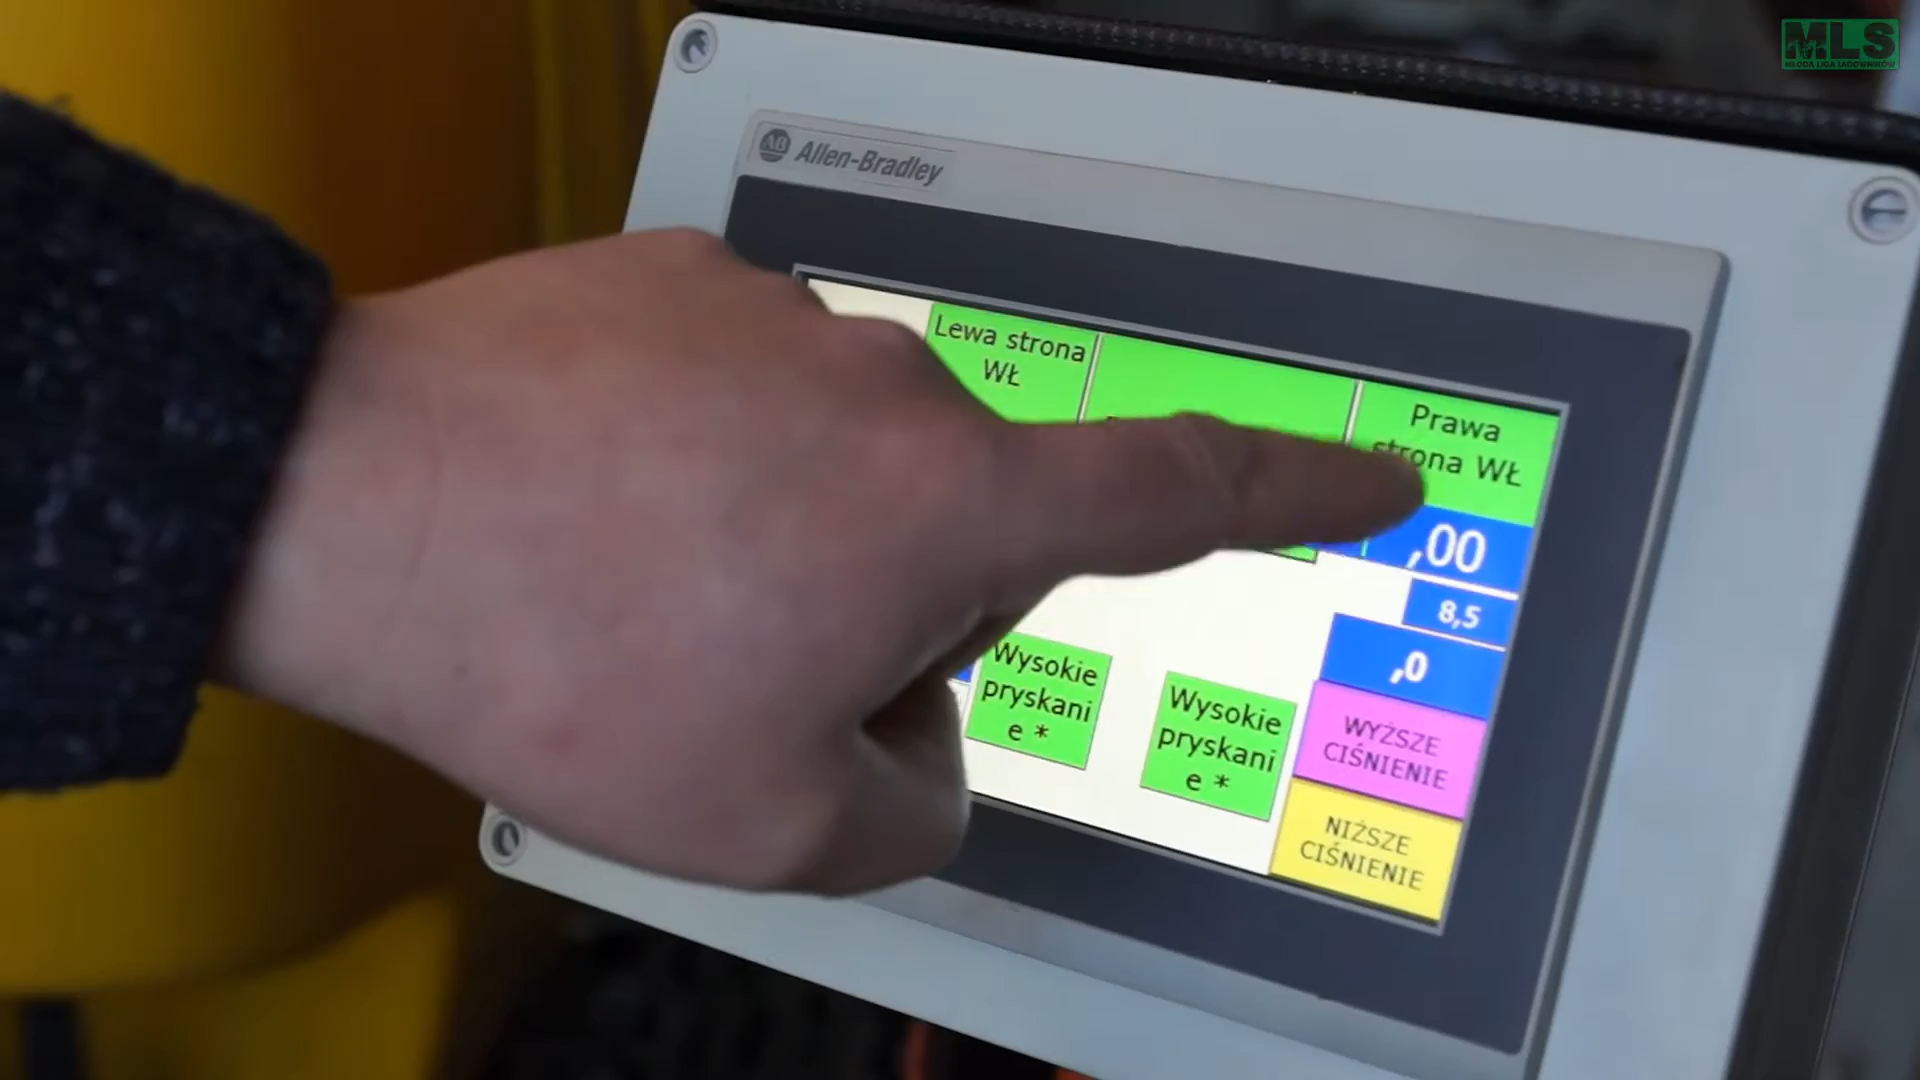 MLS
MŁODA LIGA SADOWNIKÓW
AB Allen-Bradley
Lewa strona
WŁ
Prawa
strona WŁ
,00
8,5
,0
Wysokie
pryskani
e *
Wysokie
pryskani
e *
WYŻSZE
CIŚNIENIE
NIŻSZE
CIŚNIENIE